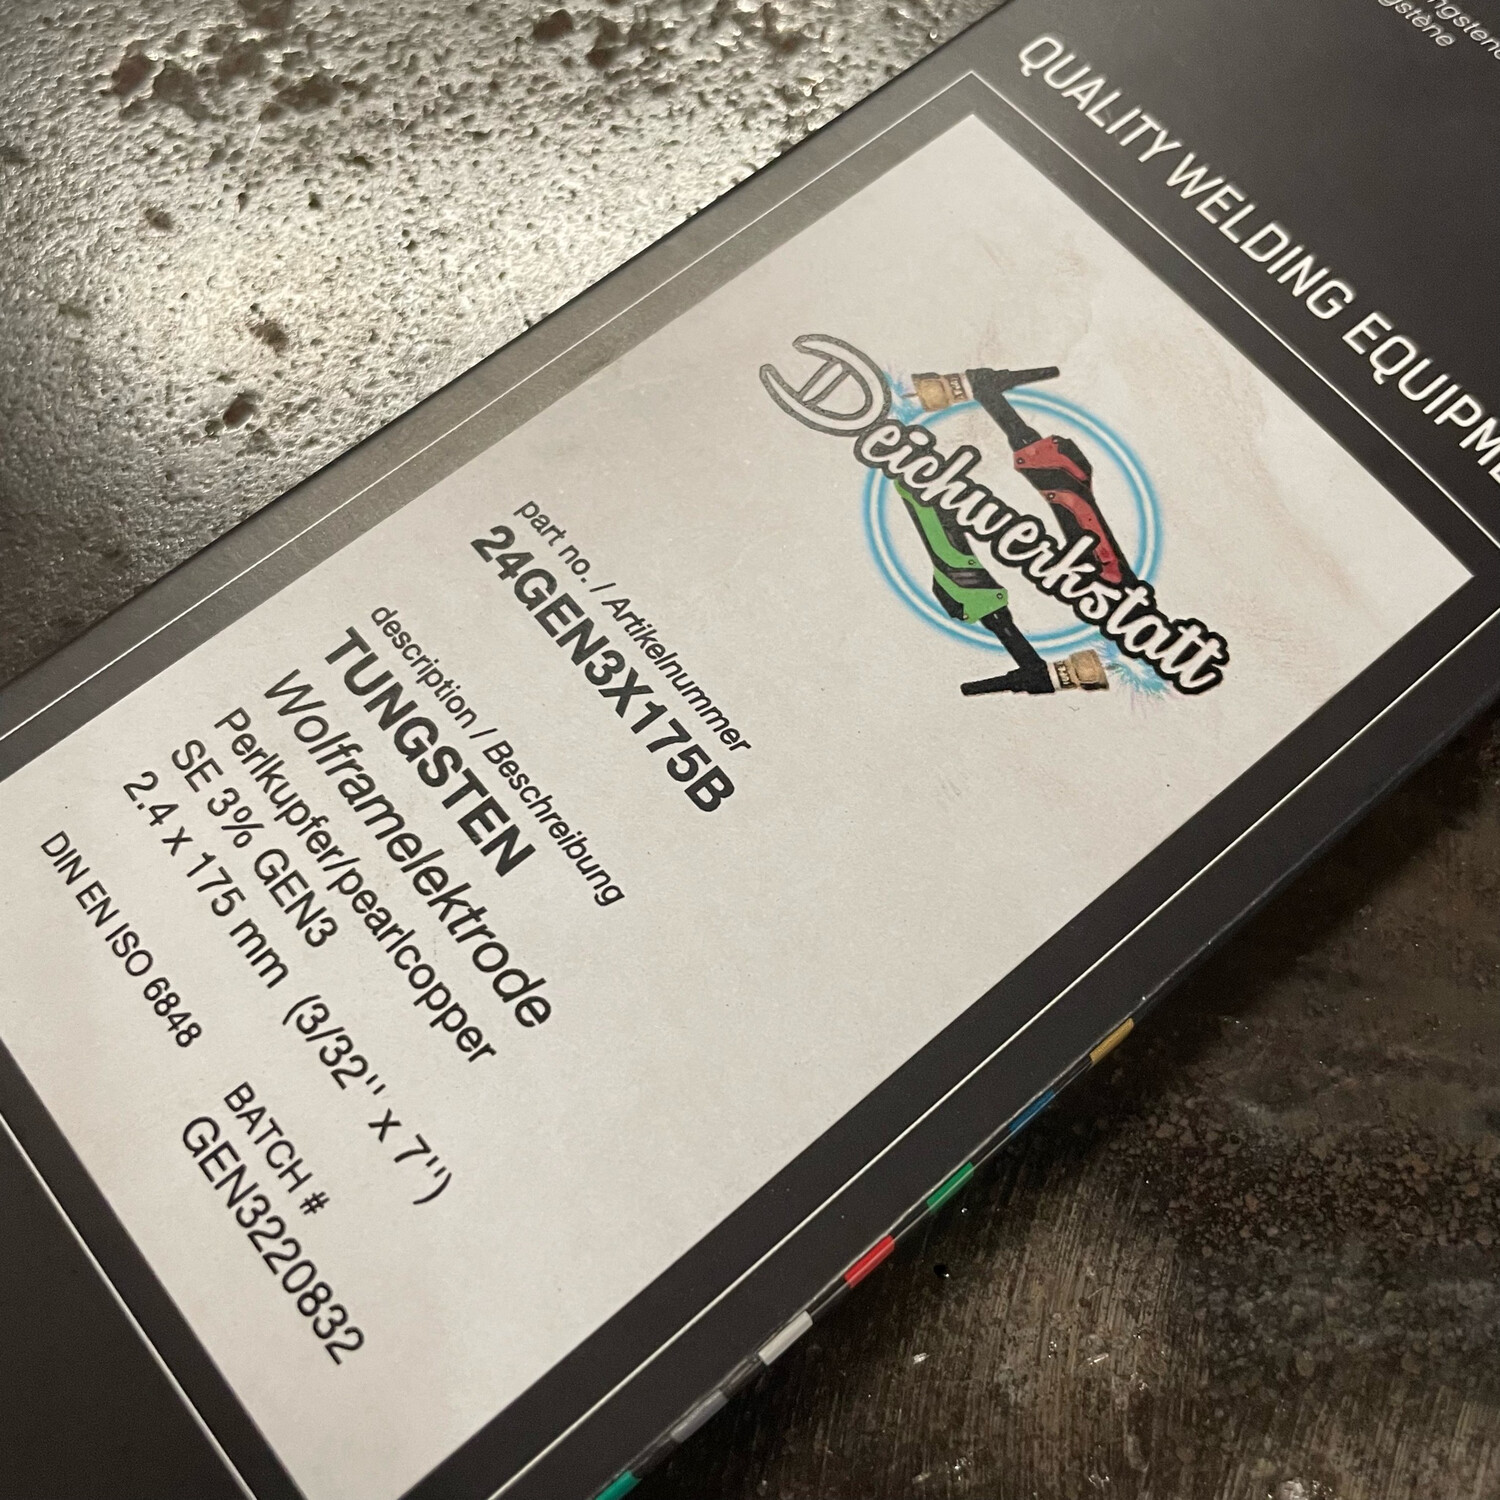 QUALITY WELDING EQUIPME
Deichwerkstatt
part no. / Artikelnummer
24GEN3X175B
description / Beschreibung
TUNGSTEN
Wolframelektrode
Perlkupfer/pearlcopper
SE 3% GEN3
2.4 x 175 mm (3/32'' x 7'')
DIN EN ISO 6848
BATCH #
GEN3220832